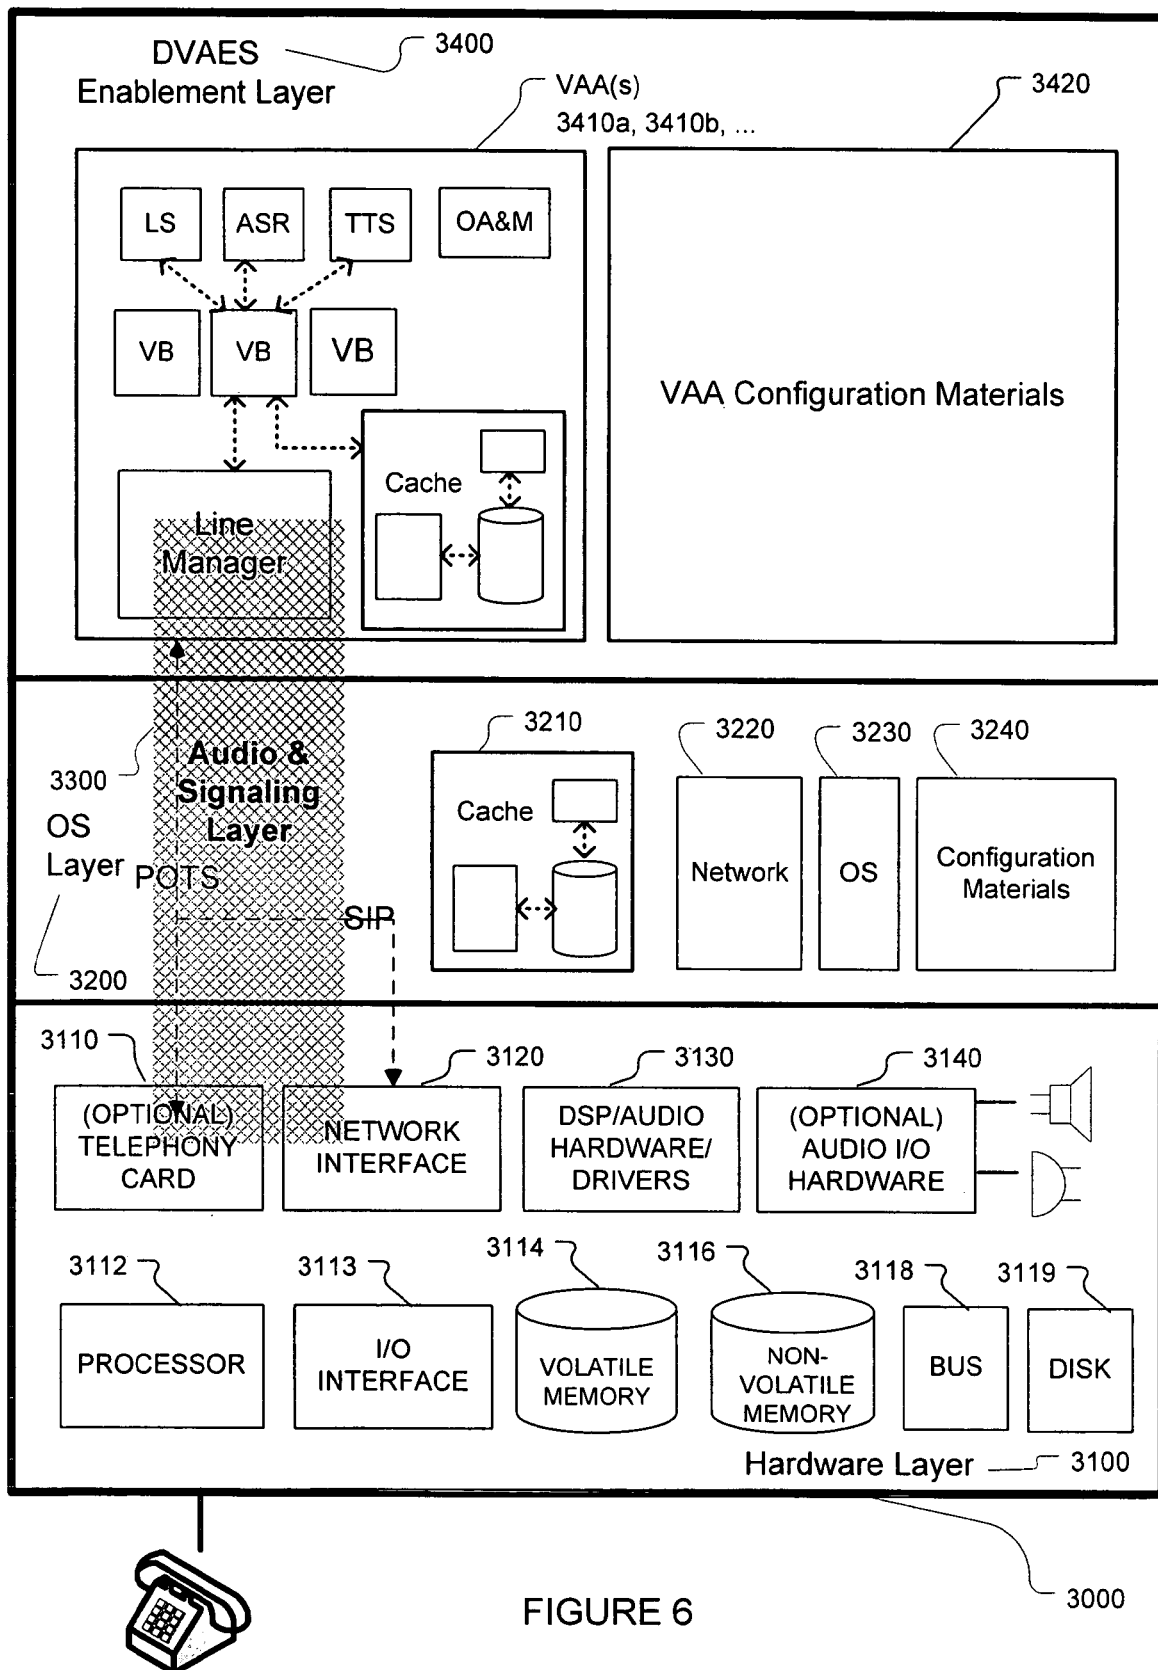 DVAES
Enablement Layer
3400
VAA(s)
3410a, 3410b, ...
3420
LS
ASR
TTS
OA&M
VB
VB
VB
Cache
Line
Manager
VAA Configuration Materials
3300
Audio &
Signaling
Layer
OS
Layer
POTS
SIP
3200
3210
Cache
3220
Network
3230
OS
3240
Configuration
Materials
3110
(OPTIONAL)
TELEPHONY
CARD
3120
NETWORK
INTERFACE
3130
DSP/AUDIO
HARDWARE/
DRIVERS
3140
(OPTIONAL)
AUDIO I/O
HARDWARE
3112
PROCESSOR
3113
I/O
INTERFACE
3114
VOLATILE
MEMORY
3116
NON-
VOLATILE
MEMORY
3118
BUS
3119
DISK
Hardware Layer
3100
3000
FIGURE 6